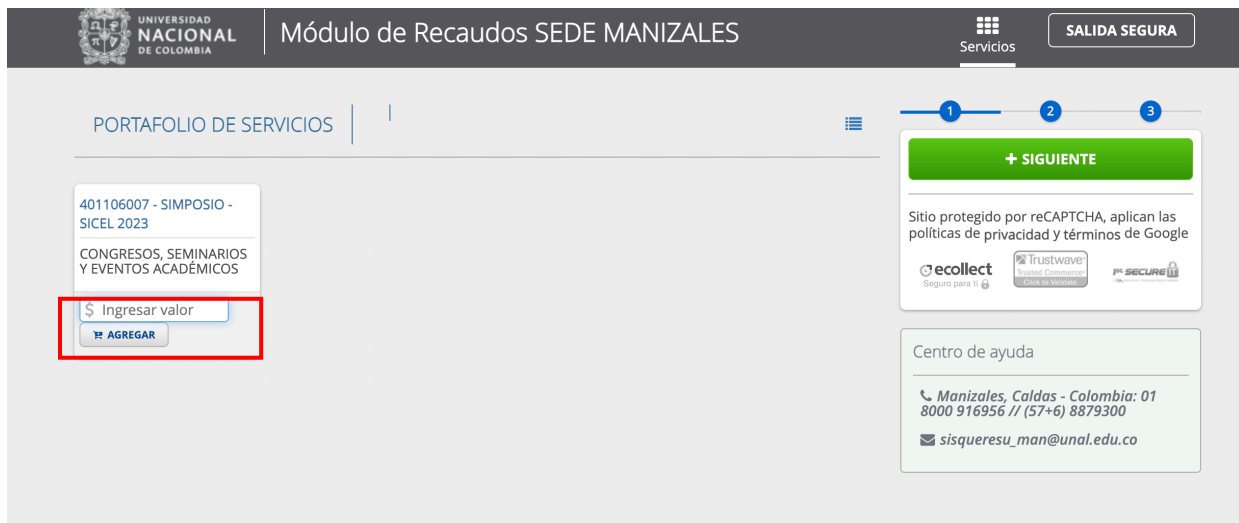 UNIVERSIDAD
NACIONAL
DE COLOMBIA
Módulo de Recaudos SEDE MANIZALES
Servicios
SALIDA SEGURA
PORTAFOLIO DE SERVICIOS
1 2 3
+ SIGUIENTE
401106007 - SIMPOSIO -
SICEL 2023
CONGRESOS, SEMINARIOS
Y EVENTOS ACADÉMICOS
$ Ingresar valor
AGREGAR
Sitio protegido por reCAPTCHA, aplican las
políticas de privacidad y términos de Google
ecollect
Seguro para ti
Trustwave
Trusted Commerce
Click to Validate
SECURE
Centro de ayuda
Manizales, Caldas - Colombia: 01
8000 916956 // (57+6) 8879300
sisqueresu_man@unal.edu.co